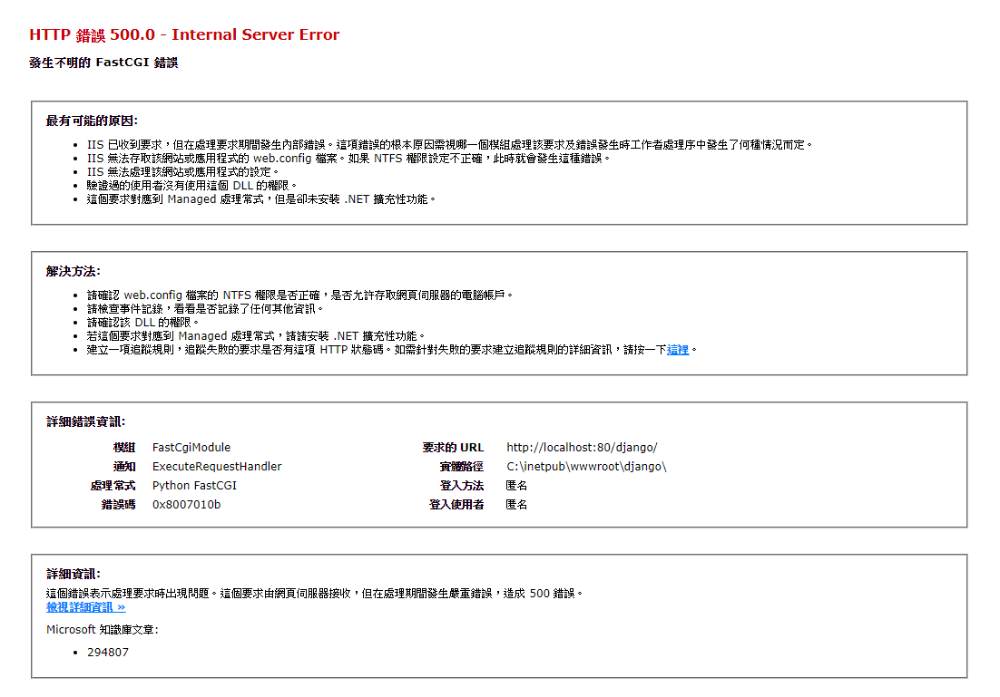 HTTP 錯誤 500.0 - Internal Server Error
發生不明的 FastCGI 錯誤
最有可能的原因:
IIS 已收到要求，但在處理要求期間發生內部錯誤。這項錯誤的根本原因需視哪一個模組處理該要求及錯誤發生時工作者處理序中發生了何種情況而定。
IIS 無法存取該網站或應用程式的 web.config 檔案。如果 NTFS 權限設定不正確，此時就會發生這種錯誤。
IIS 無法處理該網站或應用程式的設定。
驗證過的使用者沒有使用這個 DLL 的權限。
這個要求對應到 Managed 處理常式，但是卻未安裝 .NET 擴充性功能。
解決方法:
請確認 web.config 檔案的 NTFS 權限是否正確，是否允許存取網頁伺服器的電腦帳戶。
請檢查事件記錄，看看是否記錄了任何其他資訊。
請確認該 DLL 的權限。
若這個要求對應到 Managed 處理常式，請請安裝 .NET 擴充性功能。
建立一項追蹤規則，追蹤失敗的要求是否有這項 HTTP 狀態碼。如需針對失敗的要求建立追蹤規則的詳細資訊，請按一下這裡。
詳細錯誤資訊:
模組 FastCgiModule 要求的 URL http://localhost:80/django/
通知 ExecuteRequestHandler 實體路徑 C:\inetpub\wwwroot\django\
處理常式 Python FastCGI 登入方法 匿名
錯誤碼 0x8007010b 登入使用者 匿名
詳細資訊:
這個錯誤表示處理要求時出現問題。這個要求由網頁伺服器接收，但在處理期間發生嚴重錯誤，造成 500 錯誤。
檢視詳細資訊 »
Microsoft 知識庫文章:
294807